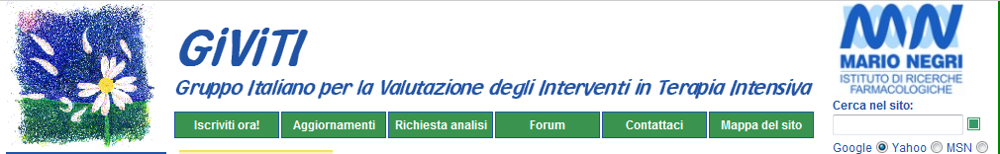 GiViTI
Gruppo Italiano per la Valutazione degli Interventi in Terapia Intensiva
Iscriviti ora!
Aggiornamenti
Richiesta analisi
Forum
Contattaci
Mappa del sito
MN
MARIO NEGRI
ISTITUTO DI RICERCHE
FARMACOLOGICHE
Cerca nel sito:
Google Yahoo MSN